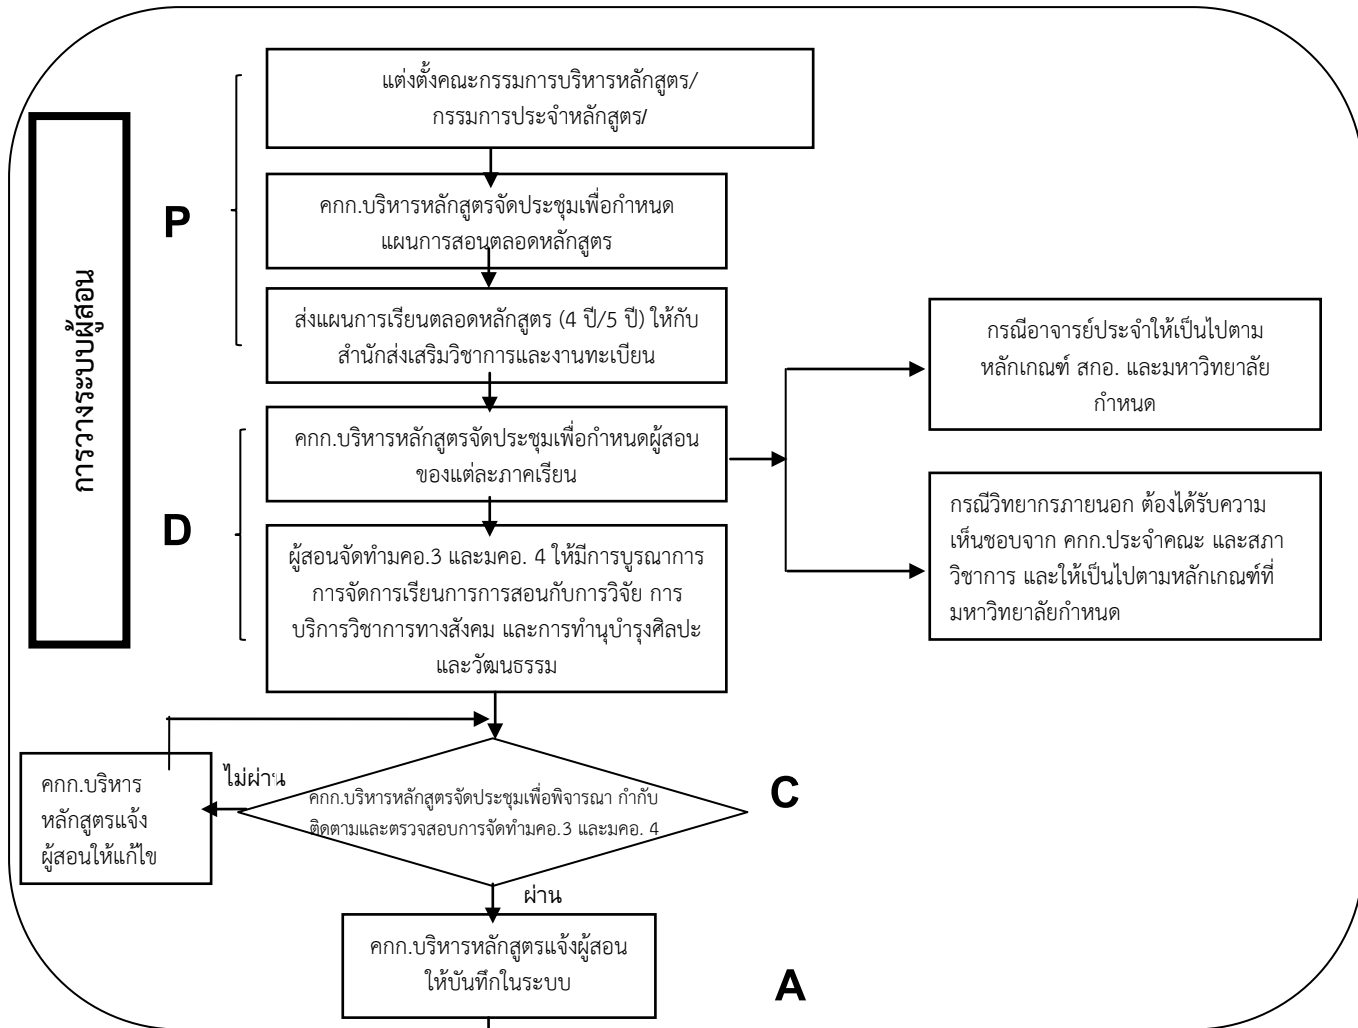 แต่งตั้งคณะกรรมการบริหารหลักสูตร/
กรรมการประจำหลักสูตร/
P
คกก.บริหารหลักสูตรจัดประชุมเพื่อกำหนด
แผนการสอนตลอดหลักสูตร
การวางระบบผู้สอน
ส่งแผนการเรียนตลอดหลักสูตร (4 ปี/5 ปี) ให้กับ
สำนักส่งเสริมวิชาการและงานทะเบียน
กรณีอาจารย์ประจำให้เป็นไปตาม
หลักเกณฑ์ สกอ. และมหาวิทยาลัย
กำหนด
คกก.บริหารหลักสูตรจัดประชุมเพื่อกำหนดผู้สอน
ของแต่ละภาคเรียน
D
กรณีวิทยากรภายนอก ต้องได้รับความ
เห็นชอบจาก คกก.ประจำคณะ และสภา
วิชาการ และให้เป็นไปตามหลักเกณฑ์ที่
มหาวิทยาลัยกำหนด
ผู้สอนจัดทำมคอ.3 และมคอ. 4 ให้มีการบูรณาการ
การจัดการเรียนการการสอนกับการวิจัย การ
บริการวิชาการทางสังคม และการทำนุบำรุงศิลปะ
และวัฒนธรรม
คกก.บริหาร
หลักสูตรแจ้ง
ผู้สอนให้แก้ไข
ไม่ผ่าน
คกก.บริหารหลักสูตรจัดประชุมเพื่อพิจารณา กำกับ
ติดตามและตรวจสอบการจัดทำมคอ.3 และมคอ. 4
C
ผ่าน
คกก.บริหารหลักสูตรแจ้งผู้สอน
ให้บันทึกในระบบ
A